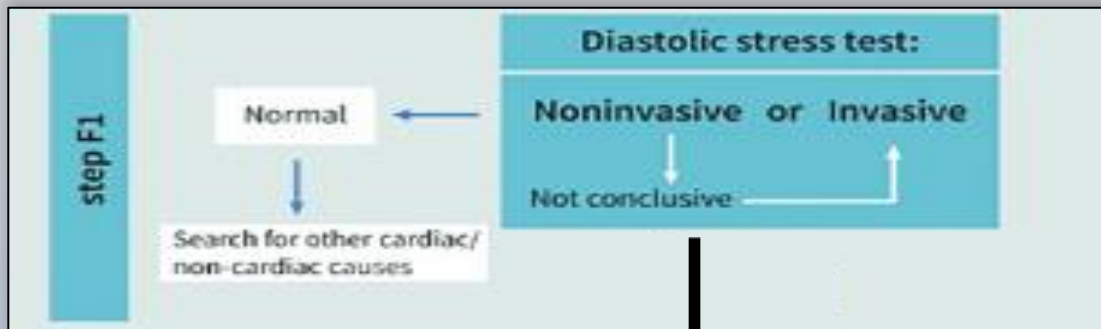 step F1
Diastolic stress test:
Normal
Noninvasive or Invasive
Not conclusive
Search for other cardiac/
non-cardiac causes